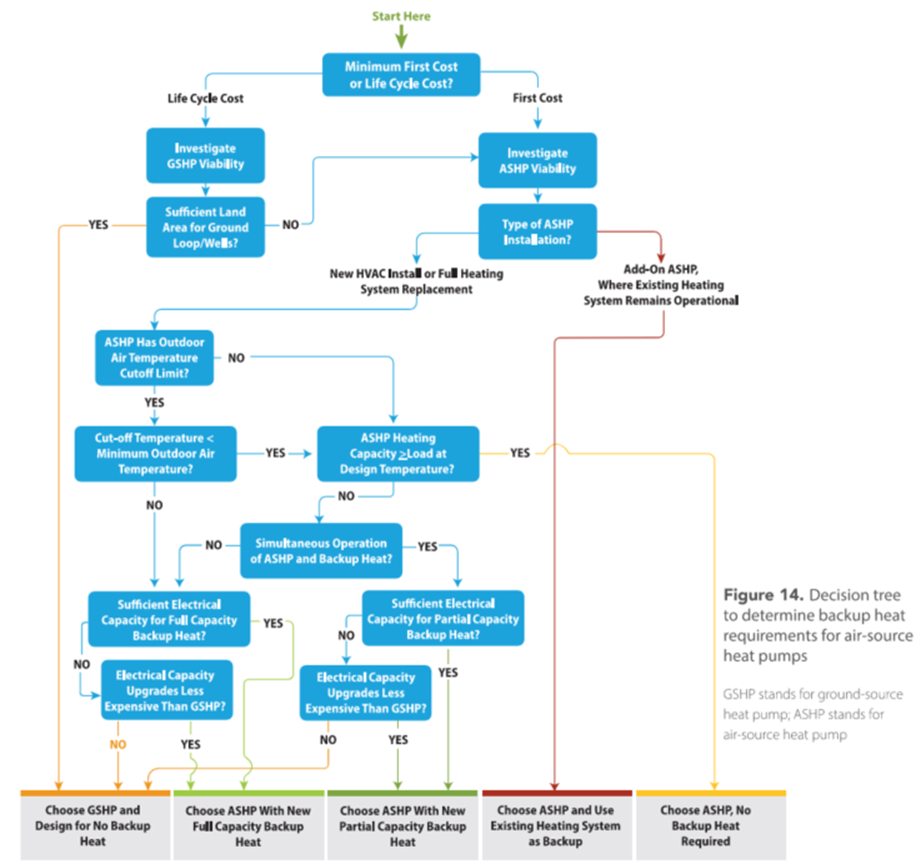 Start Here
Minimum First Cost
or Life Cycle Cost?
Life Cycle Cost
First Cost
Investigate
GSHP Viability
Investigate
ASHP Viability
Sufficient Land
Area for Ground
Loop/Wells?
YES
NO
Type of ASHP
Installation?
New HVAC Install or Full Heating
System Replacement
Add-On ASHP,
Where Existing Heating
System Remains Operational
ASHP Has Outdoor
Air Temperature
Cutoff Limit?
NO
YES
Cut-off Temperature <
Minimum Outdoor Air
Temperature?
YES
ASHP Heating
Capacity ≥Load at
Design Temperature?
YES
NO
NO
Simultaneous Operation
of ASHP and Backup Heat?
NO
YES
Sufficient Electrical
Capacity for Full Capacity
Backup Heat?
YES
Sufficient Electrical
Capacity for Partial Capacity
Backup Heat?
NO
NO
YES
Electrical Capacity
Upgrades Less
Expensive Than GSHP?
Electrical Capacity
Upgrades Less
Expensive Than GSHP?
NO
YES
NO
YES
Choose GSHP and
Design for No Backup
Heat
Choose ASHP With New
Full Capacity Backup
Heat
Choose ASHP With New
Partial Capacity Backup
Heat
Choose ASHP and Use
Existing Heating System
as Backup
Choose ASHP, No
Backup Heat
Required
Figure 14. Decision tree
to determine backup heat
requirements for air-source
heat pumps
GSHP stands for ground-source
heat pump; ASHP stands for
air-source heat pump